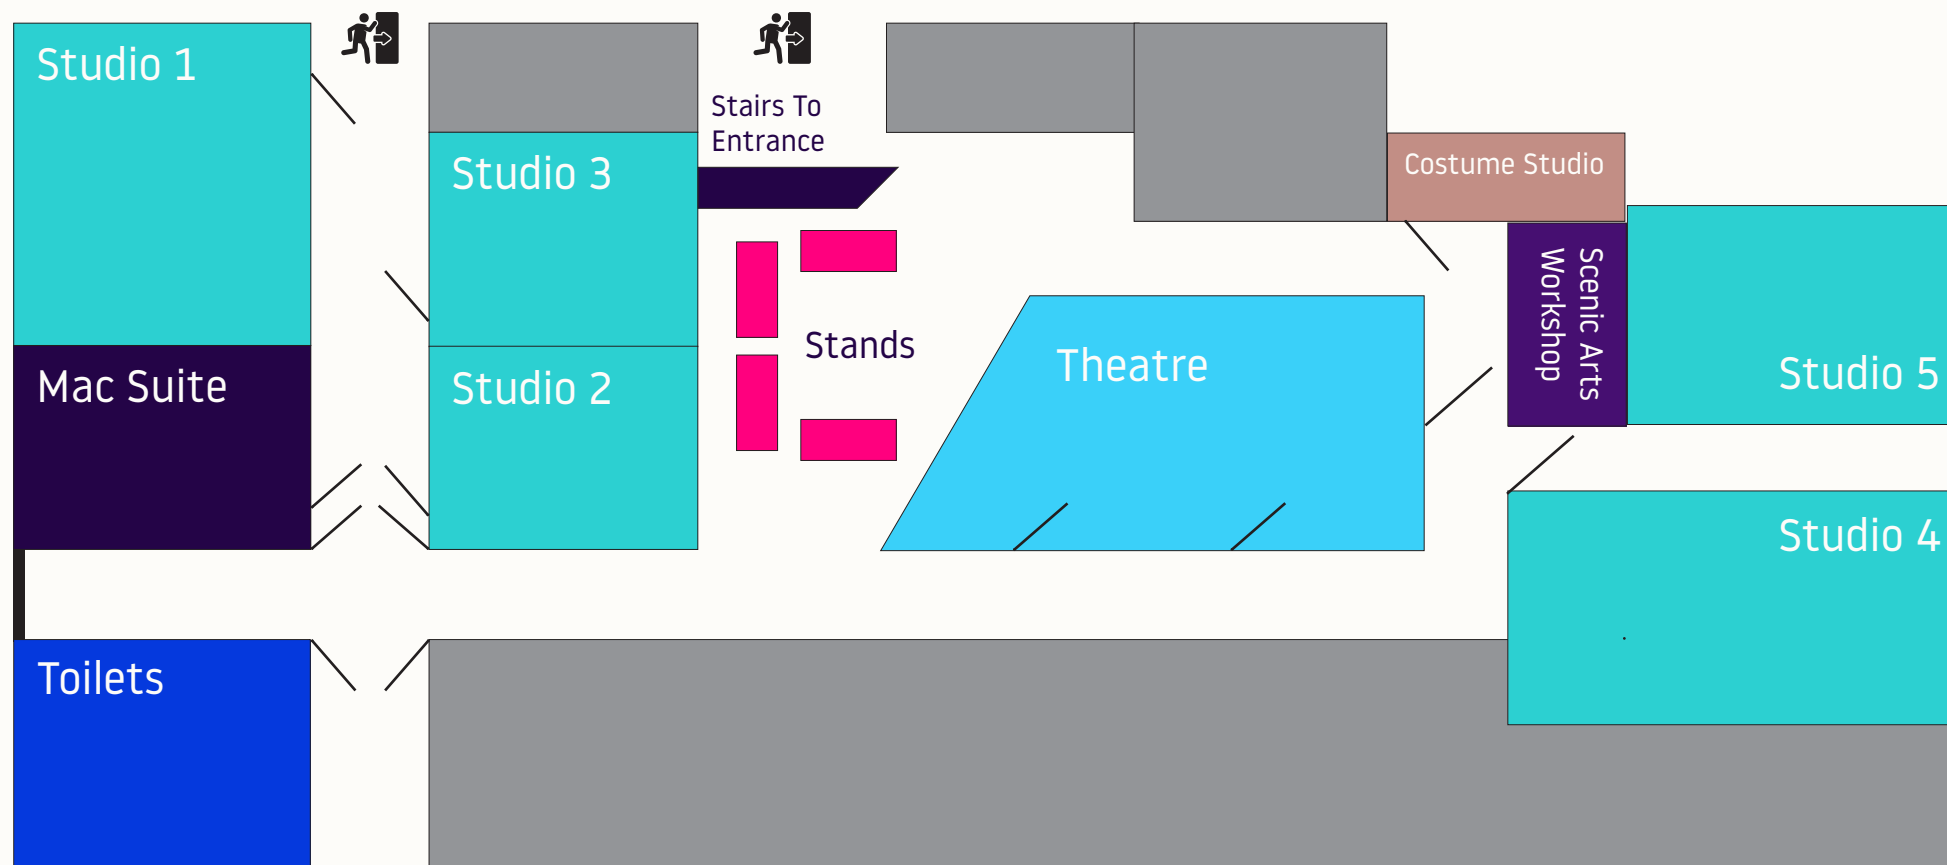 Studio 1
Stairs To
Entrance
Studio 3
Costume Studio
Scenic Arts
Workshop
Stands
Theatre
Studio 5
Mac Suite
Studio 2
Studio 4
Toilets